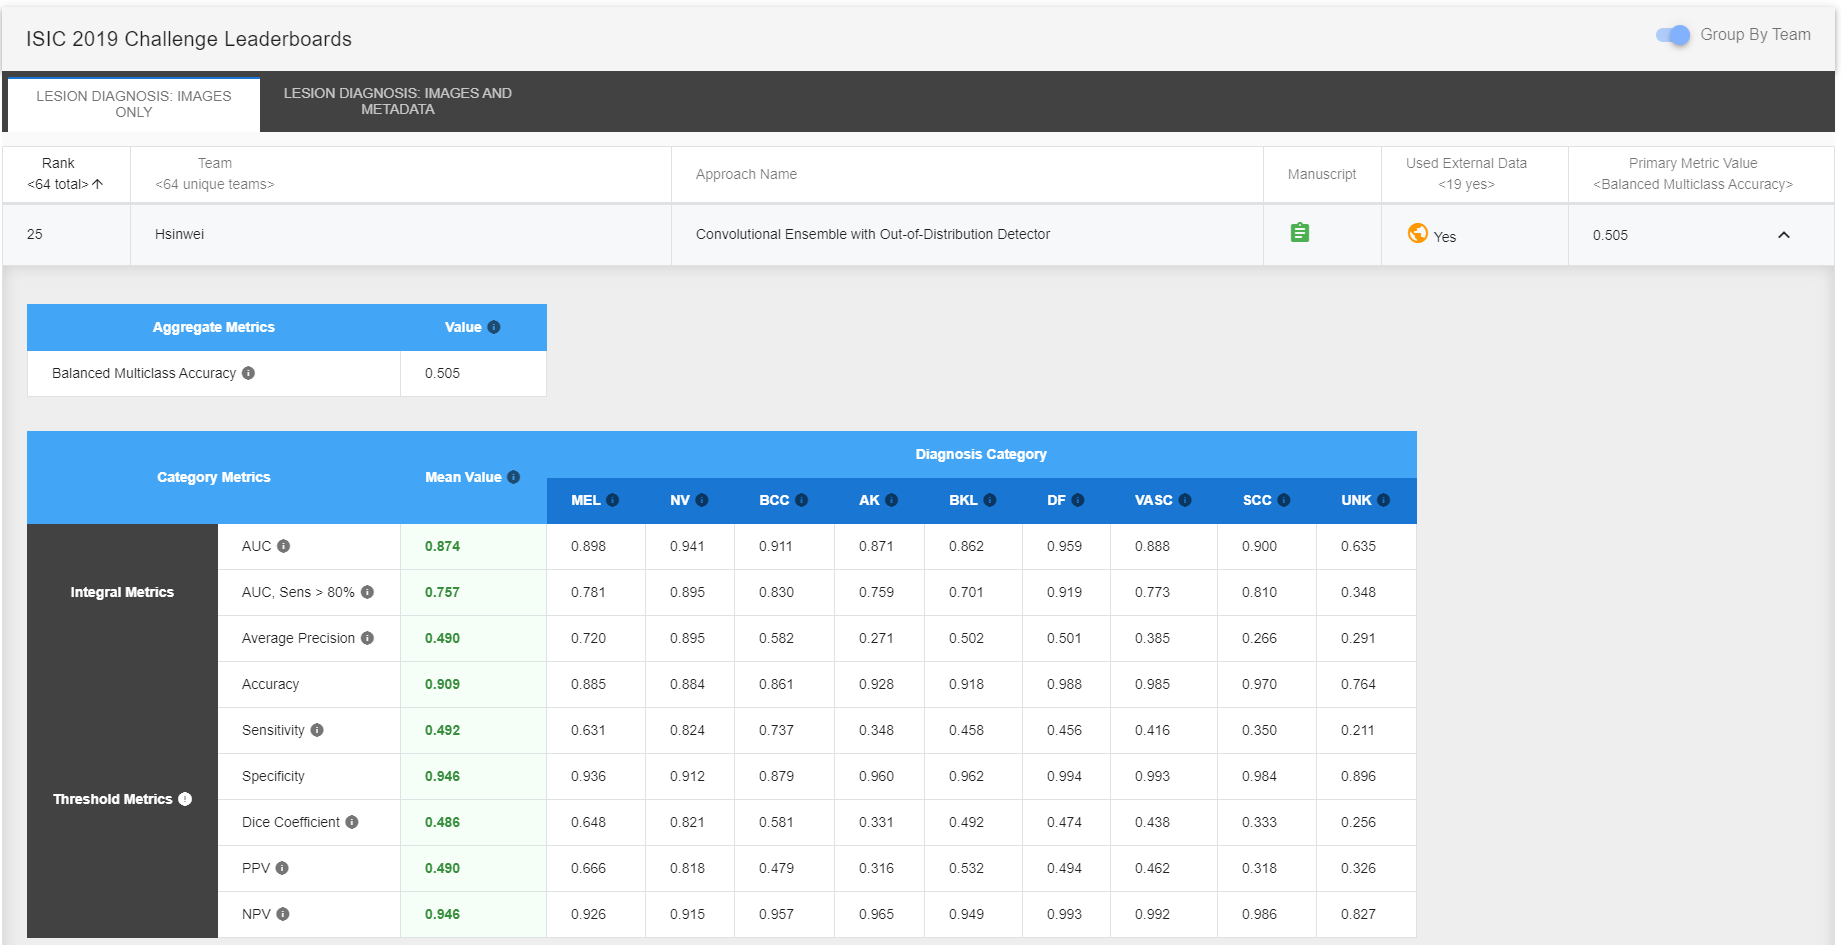 ISIC 2019 Challenge Leaderboards
Group By Team
LESION DIAGNOSIS: IMAGES
ONLY
LESION DIAGNOSIS: IMAGES AND
METADATA
Rank
<64 total>
Team
<64 unique teams>
Approach Name
Manuscript
Used External Data
<19 yes>
Primary Metric Value
<Balanced Multiclass Accuracy>
25 Hsinwei Convolutional Ensemble with Out-of-Distribution Detector Yes 0.505
Aggregate Metrics Value
Balanced Multiclass Accuracy 0.505
Category Metrics Mean Value Diagnosis Category
MEL NV BCC AK BKL DF VASC SCC UNK
Integral Metrics
AUC 0.874 0.898 0.941 0.911 0.871 0.862 0.959 0.888 0.900 0.635
AUC, Sens > 80% 0.757 0.781 0.895 0.830 0.759 0.701 0.919 0.773 0.810 0.348
Average Precision 0.490 0.720 0.895 0.582 0.271 0.502 0.501 0.385 0.266 0.291
Threshold Metrics
Accuracy 0.909 0.885 0.884 0.861 0.928 0.918 0.988 0.985 0.970 0.764
Sensitivity 0.492 0.631 0.824 0.737 0.348 0.458 0.456 0.416 0.350 0.211
Specificity 0.946 0.936 0.912 0.879 0.960 0.962 0.994 0.993 0.984 0.896
Dice Coefficient 0.486 0.648 0.821 0.581 0.331 0.492 0.474 0.438 0.333 0.256
PPV 0.490 0.666 0.818 0.479 0.316 0.532 0.494 0.462 0.318 0.326
NPV 0.946 0.926 0.915 0.957 0.965 0.949 0.993 0.992 0.986 0.827